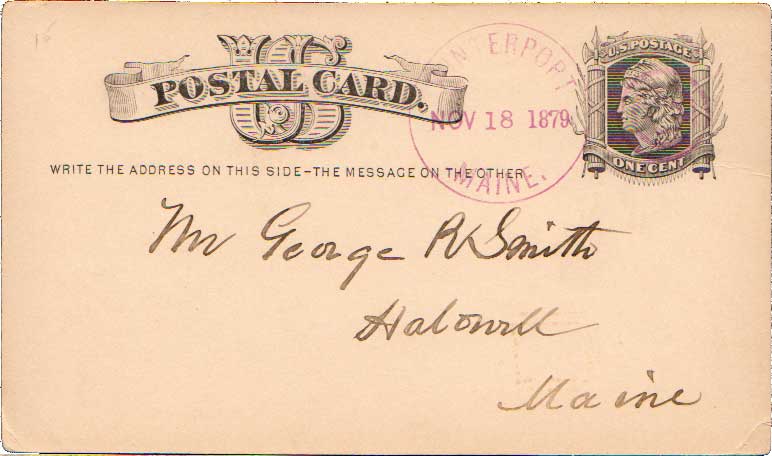 US
POSTAL CARD.
WRITE THE ADDRESS ON THIS SIDE-THE MESSAGE ON THE OTHER
U.S. POSTAGE
ONE CENT
NOV 18 1879
MAINE.
Mr George R Smith
Halowell
Maine